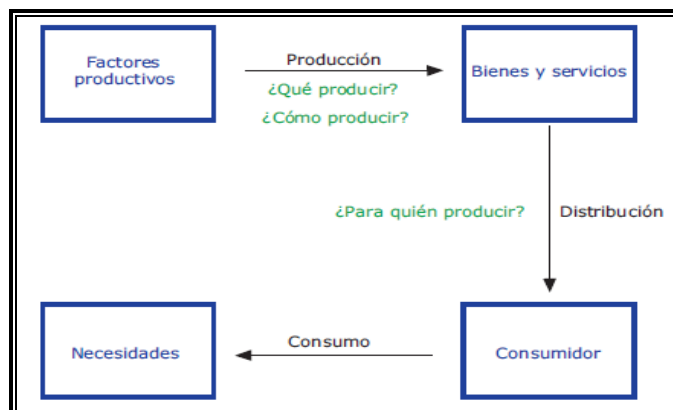 Factores
productivos
Producción
¿Qué producir?
¿Cómo producir?
Bienes y servicios
¿Para quién producir?
Distribución
Necesidades
Consumo
Consumidor